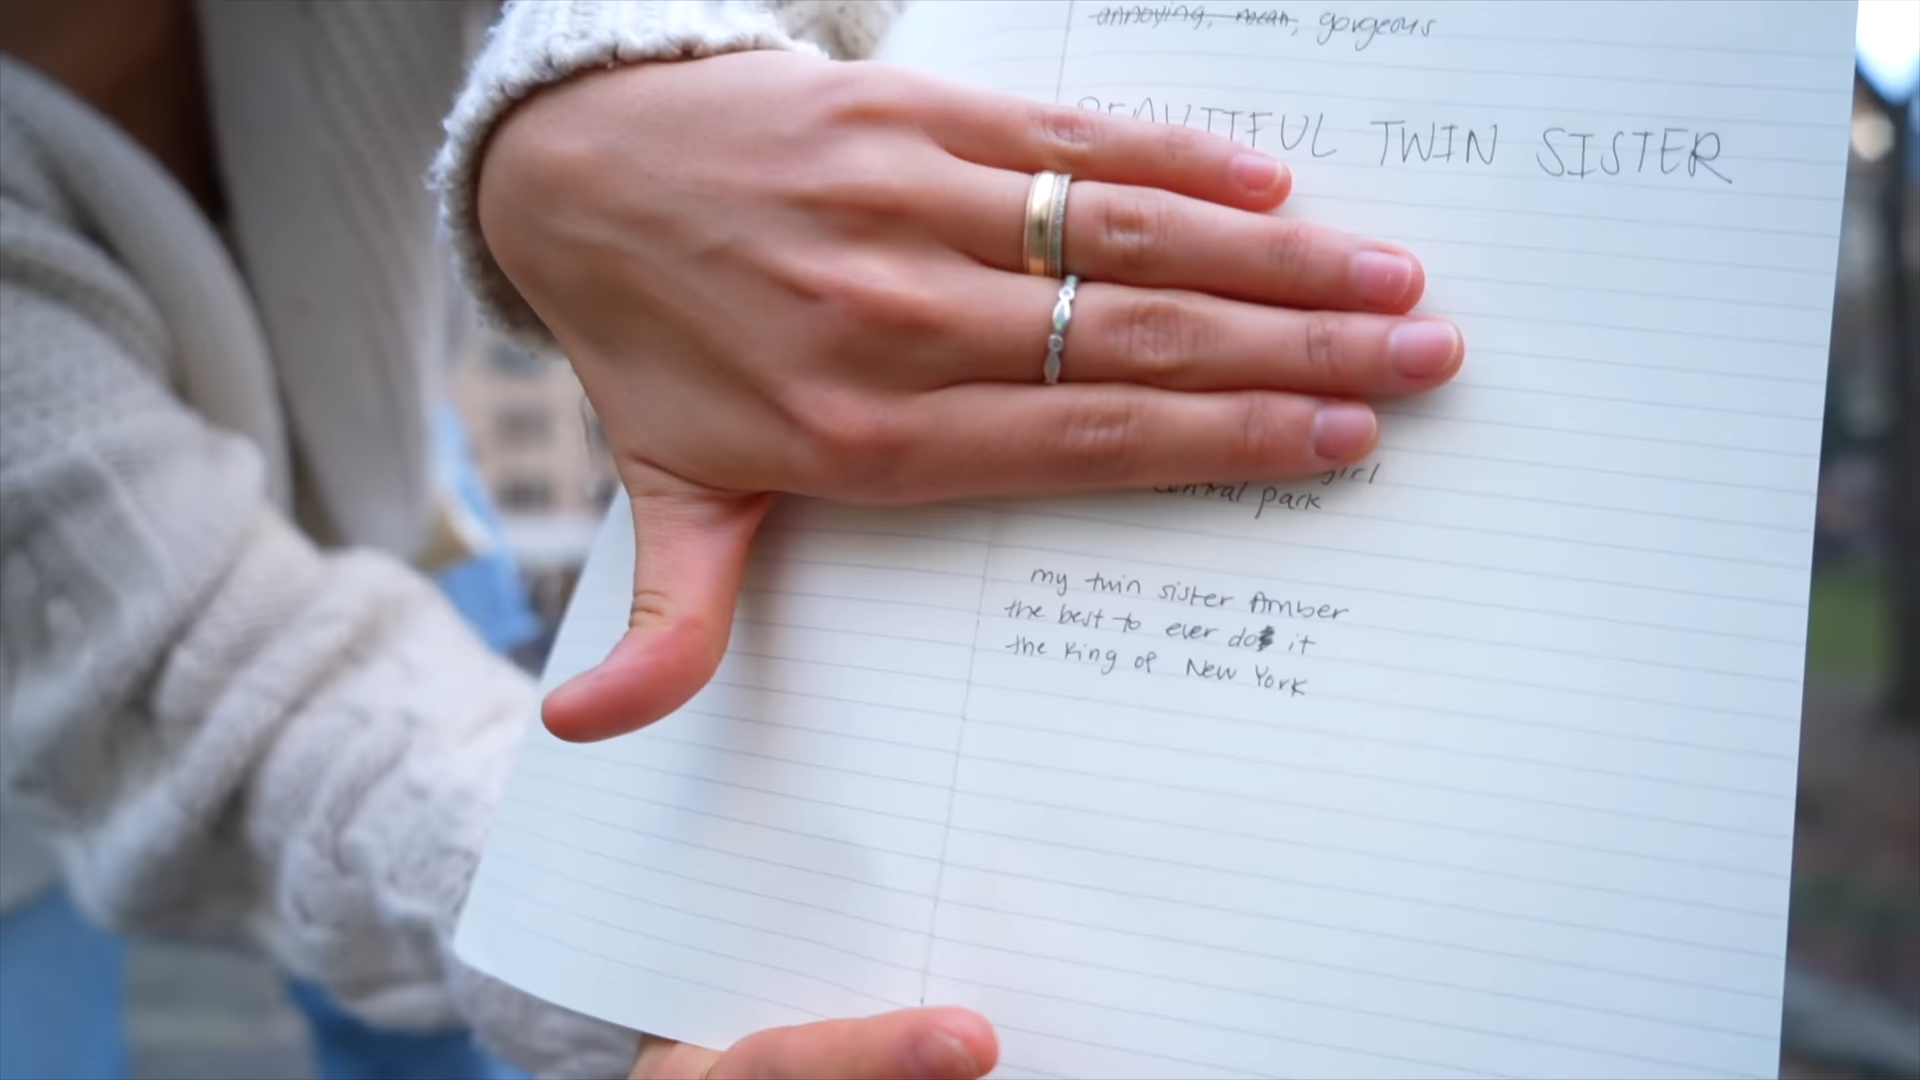 annoying, mean, gorgeous
BEAUTIFUL TWIN SISTER
girl
central park
my twin sister Amber
the best to ever do it
the king of New York